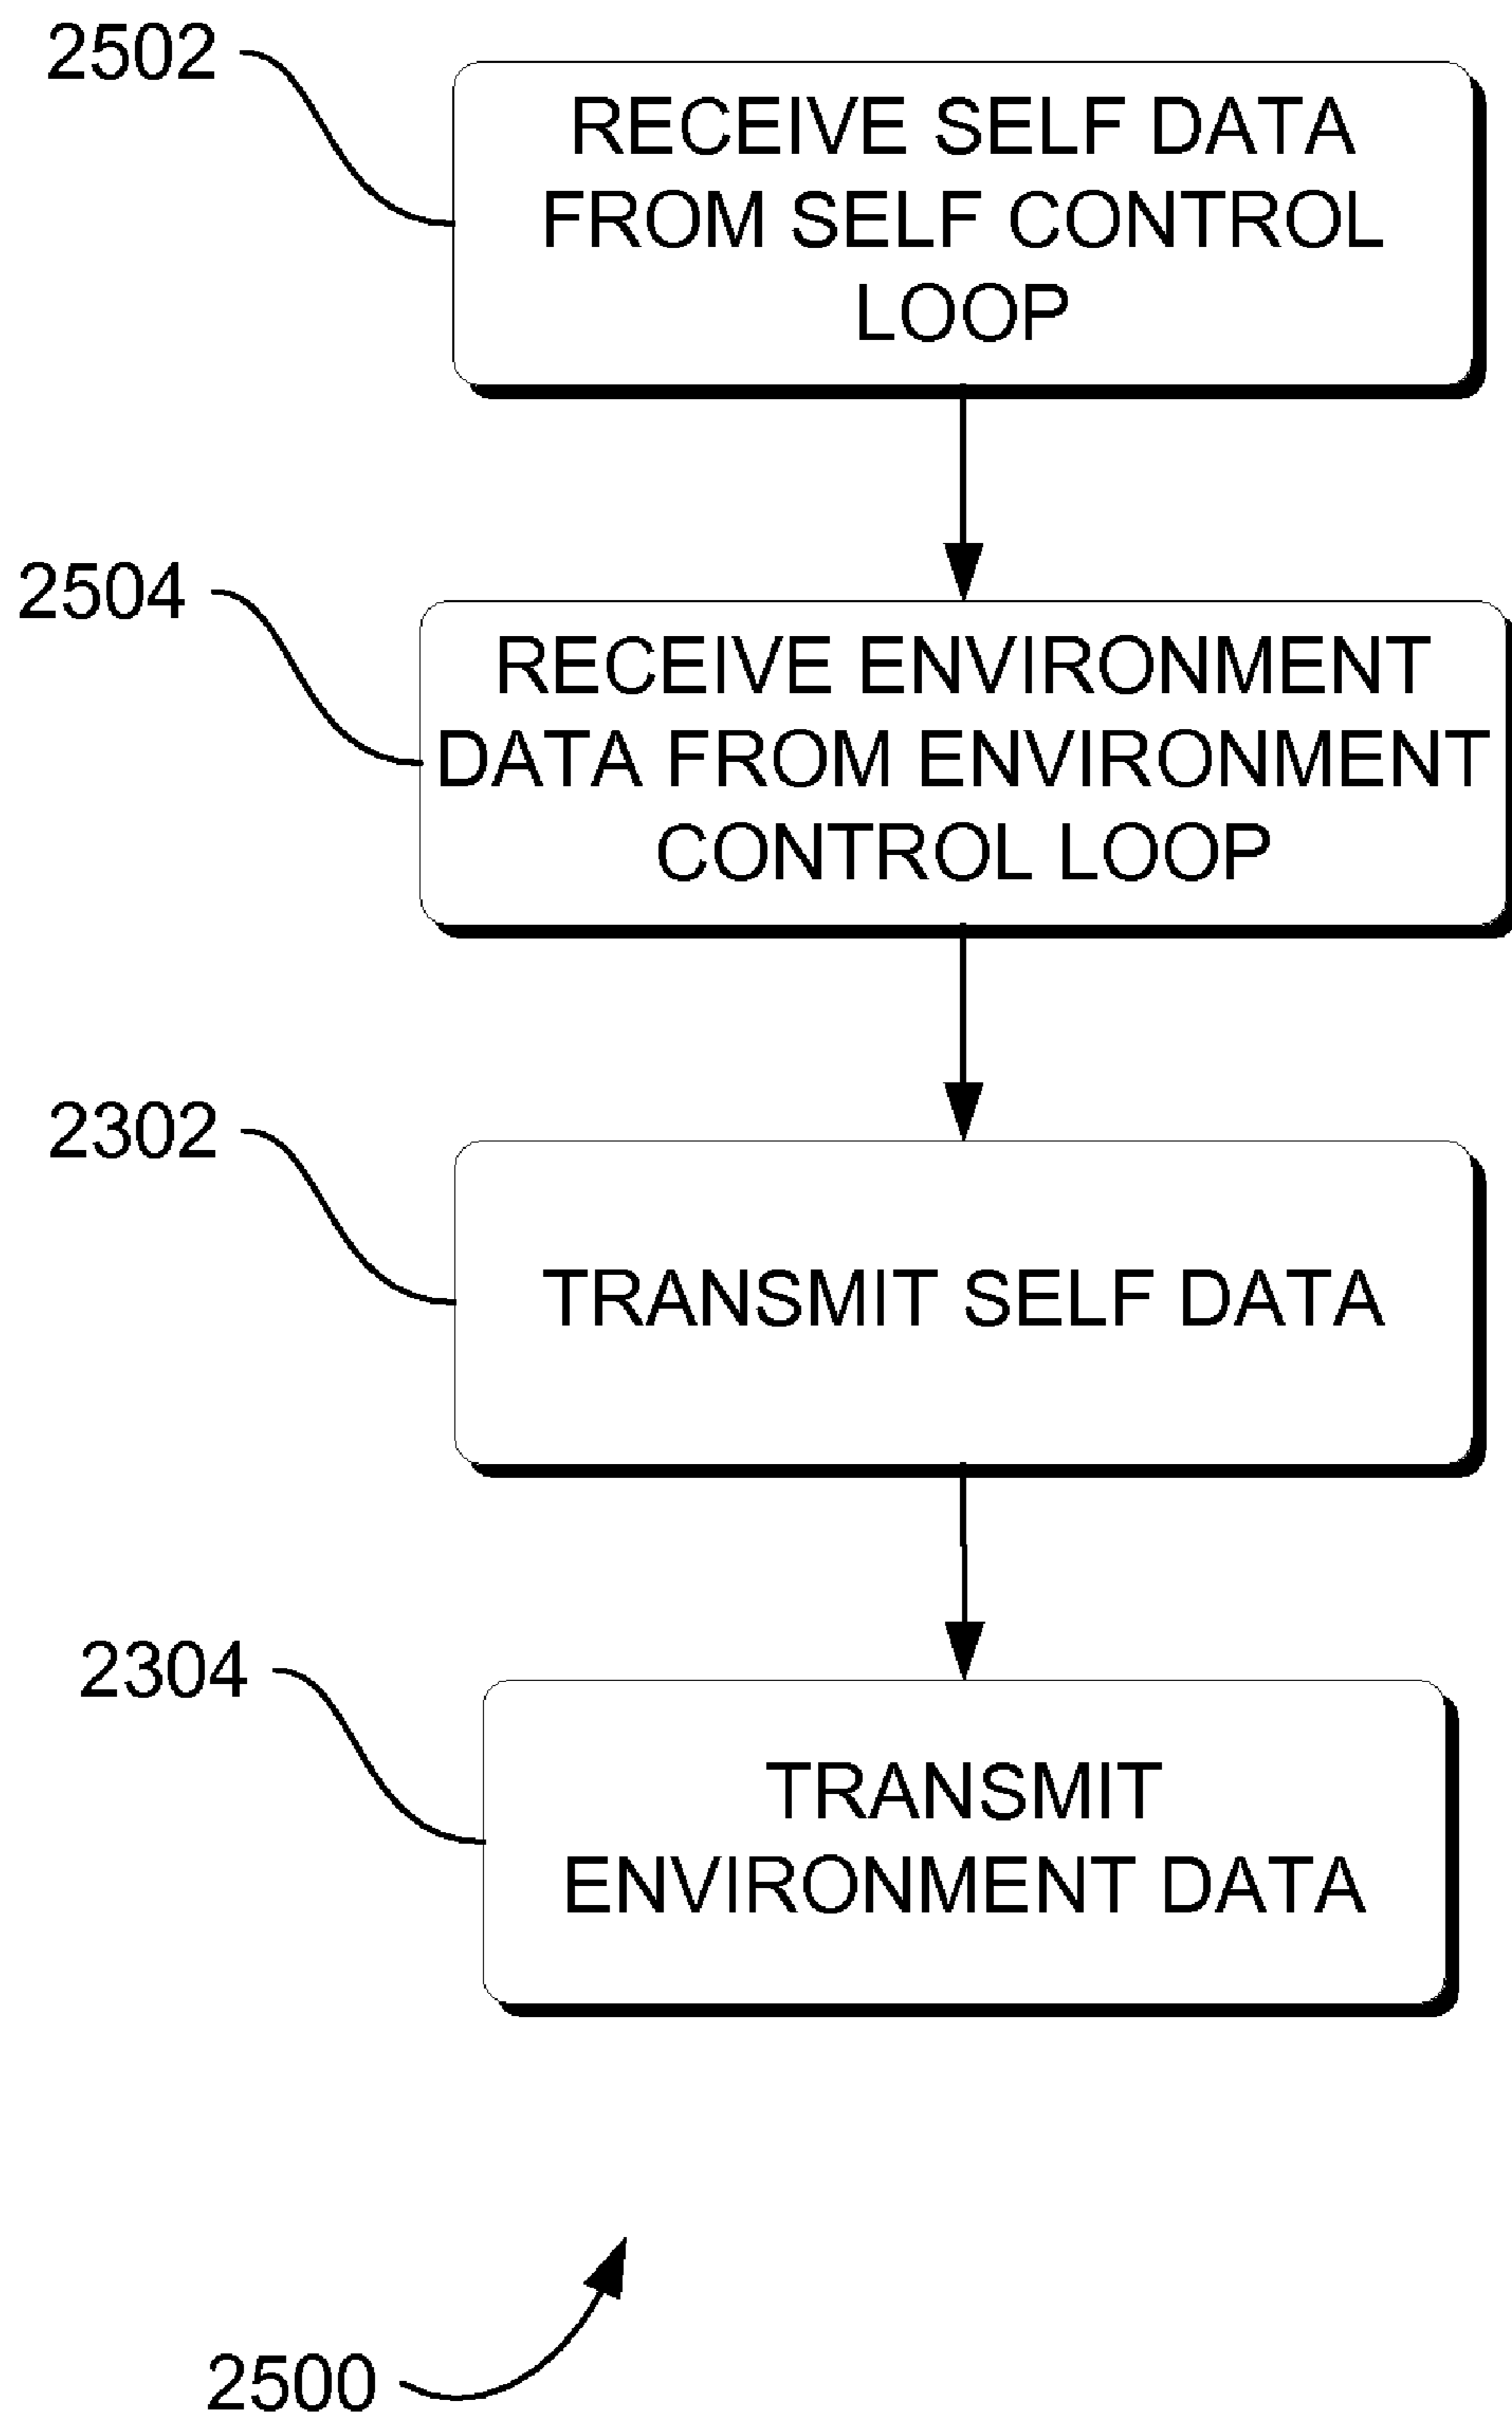 2502
RECEIVE SELF DATA
FROM SELF CONTROL
LOOP
2504
RECEIVE ENVIRONMENT
DATA FROM ENVIRONMENT
CONTROL LOOP
2302
TRANSMIT SELF DATA
2304
TRANSMIT
ENVIRONMENT DATA
2500